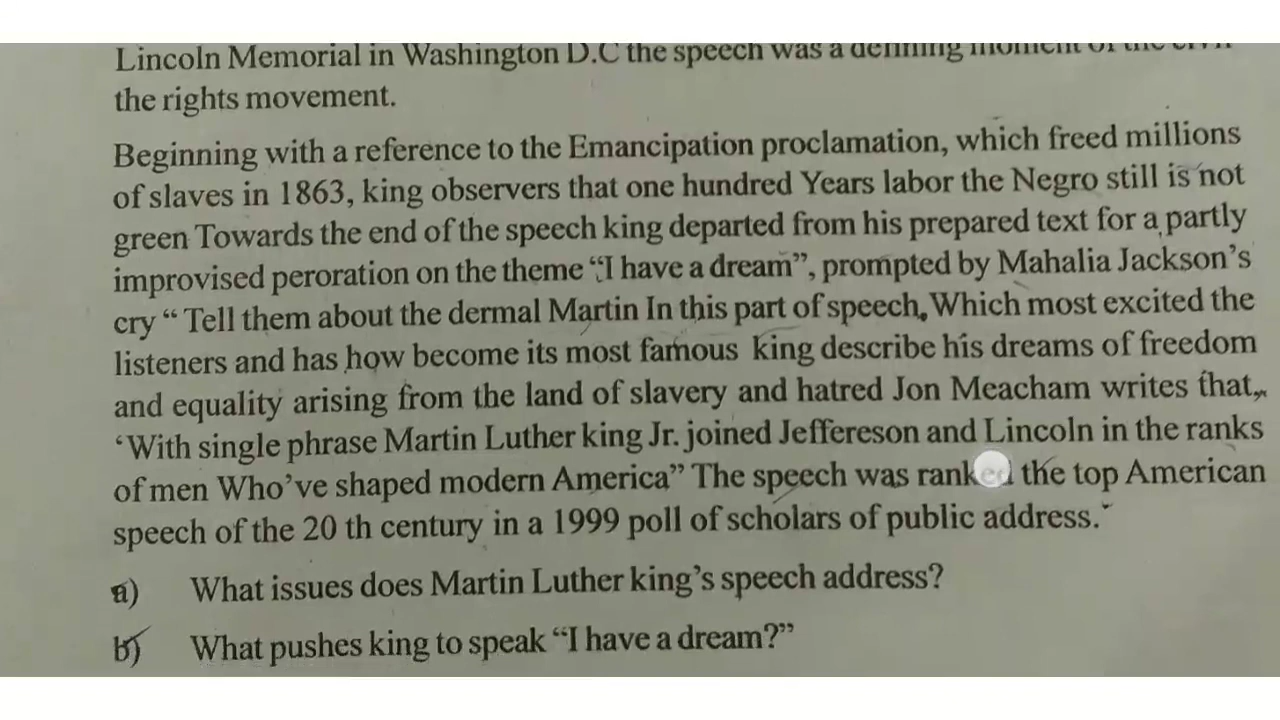 Lincoln Memorial in Washington D.C the speech was a defining moment of the civil
the rights movement.
Beginning with a reference to the Emancipation proclamation, which freed millions
of slaves in 1863, king observers that one hundred Years labor the Negro still is not
green Towards the end of the speech king departed from his prepared text for a partly
improvised peroration on the theme “I have a dream”, prompted by Mahalia Jackson’s
cry “ Tell them about the dermal Martin In this part of speech, Which most excited the
listeners and has how become its most famous king describe his dreams of freedom
and equality arising from the land of slavery and hatred Jon Meacham writes that,
‘With single phrase Martin Luther king Jr. joined Jeffereson and Lincoln in the ranks
of men Who’ve shaped modern America” The speech was ranked the top American
speech of the 20 th century in a 1999 poll of scholars of public address.
a) What issues does Martin Luther king’s speech address?
b) What pushes king to speak “I have a dream?”